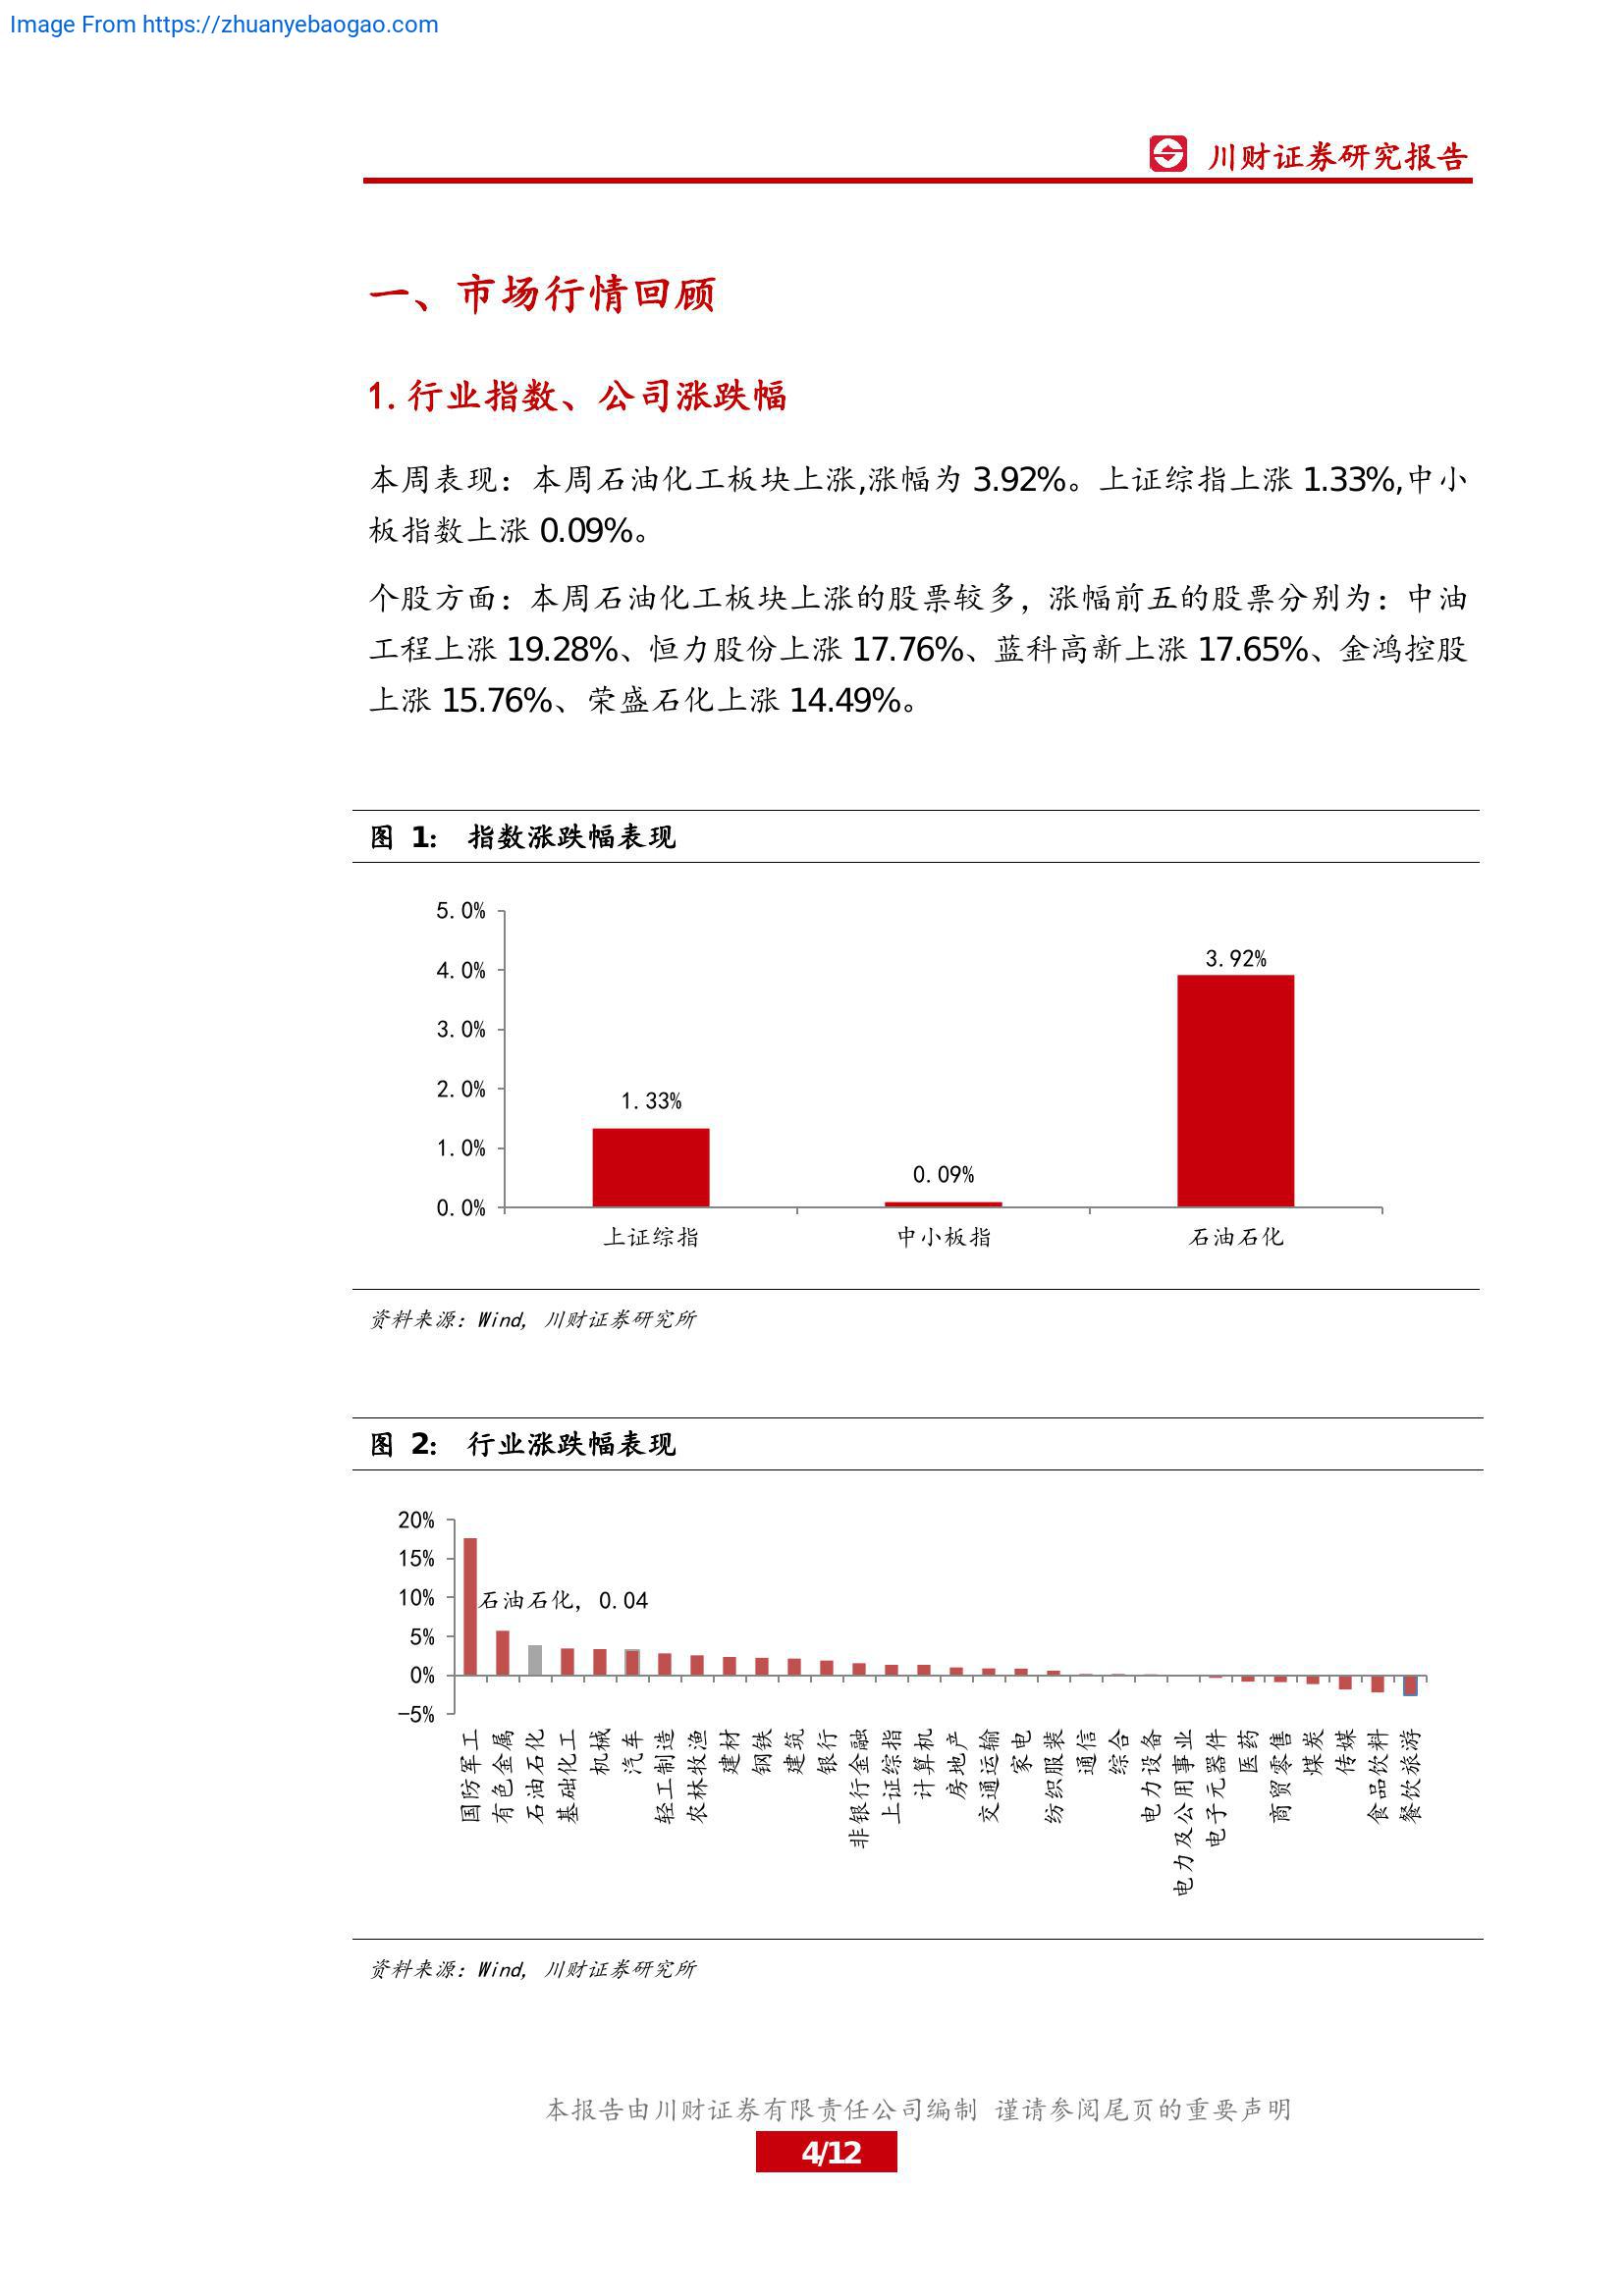 Image From https://zhuanyebaogao.com
川财证券研究报告
一、市场行情回顾
1.行业指数、公司涨跌幅
本周表现：本周石油化工板块上涨,涨幅为 3.92%。上证综指上涨 1.33%,中小
板指数上涨 0.09%。
个股方面：本周石油化工板块上涨的股票较多，涨幅前五的股票分别为：中油
工程上涨 19.28%、恒力股份上涨 17.76%、蓝科高新上涨 17.65%、金鸿控股
上涨 15.76%、荣盛石化上涨 14.49%。
图 1： 指数涨跌幅表现
5.0%
4.0%
3.0%
2.0%
1.0%
0.0%
1.33%
0.09%
3.92%
上证综指
中小板指
石油石化
资料来源：Wind, 川财证券研究所
图 2： 行业涨跌幅表现
20%
15%
10%
5%
0%
-5%
石油石化, 0.04
国防军工
有色金属
石油石化
基础化工
机械
汽车
轻工制造
农林牧渔
建材
钢铁
建筑
银行
非银行金融
上证综指
计算机
房地产
交通运输
家电
纺织服装
通信
综合
电力设备
电力及公用事业
电子元器件
医药
商贸零售
煤炭
传媒
食品饮料
餐饮旅游
资料来源：Wind, 川财证券研究所
本报告由川财证券有限责任公司编制 谨请参阅尾页的重要声明
4/12